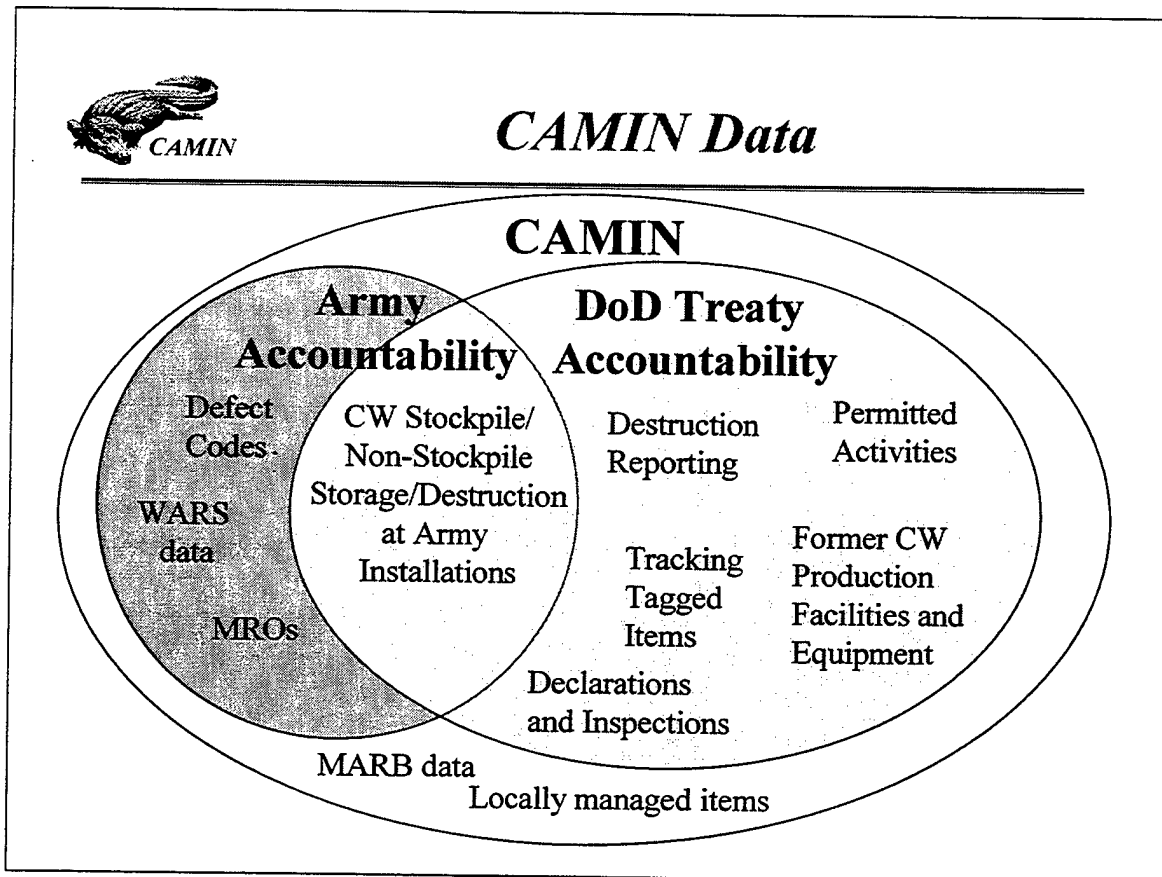 CAMIN
CAMIN Data
CAMIN
Army
Accountability
DoD Treaty
Accountability
Defect
Codes
WARS
data
MROs
CW Stockpile/
Non-Stockpile
Storage/Destruction
at Army
Installations
Destruction
Reporting
Permitted
Activities
Tracking
Tagged
Items
Former CW
Production
Facilities and
Equipment
Declarations
and Inspections
MARB data
Locally managed items